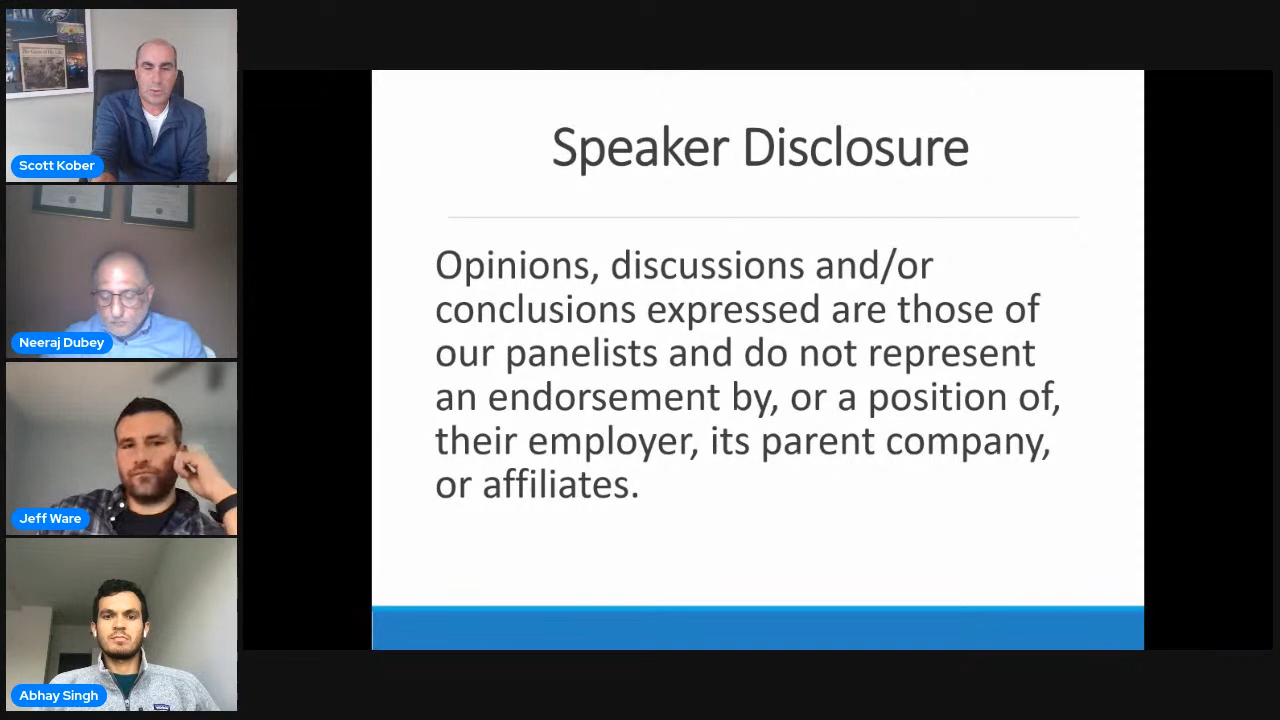 Scott Kober
Neeraj Dubey
Jeff Ware
Abhay Singh
Speaker Disclosure
Opinions, discussions and/or
conclusions expressed are those of
our panelists and do not represent
an endorsement by, or a position of,
their employer, its parent company,
or affiliates.